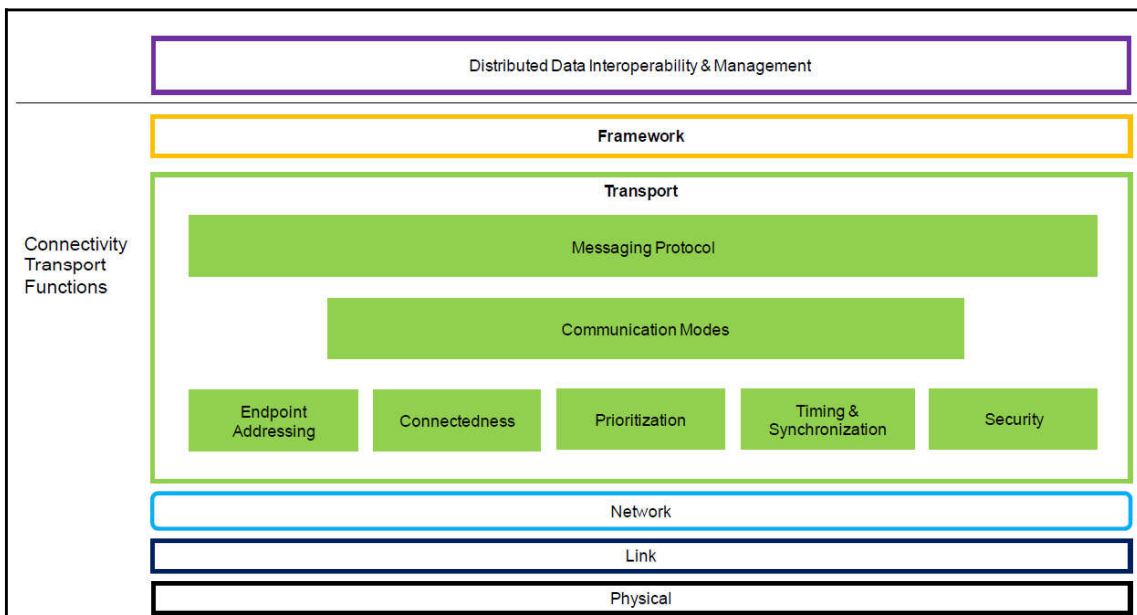 Distributed Data Interoperability & Management
Framework
Transport
Connectivity
Transport
Functions
Messaging Protocol
Communication Modes
Endpoint
Addressing
Connectedness
Prioritization
Timing &
Synchronization
Security
Network
Link
Physical